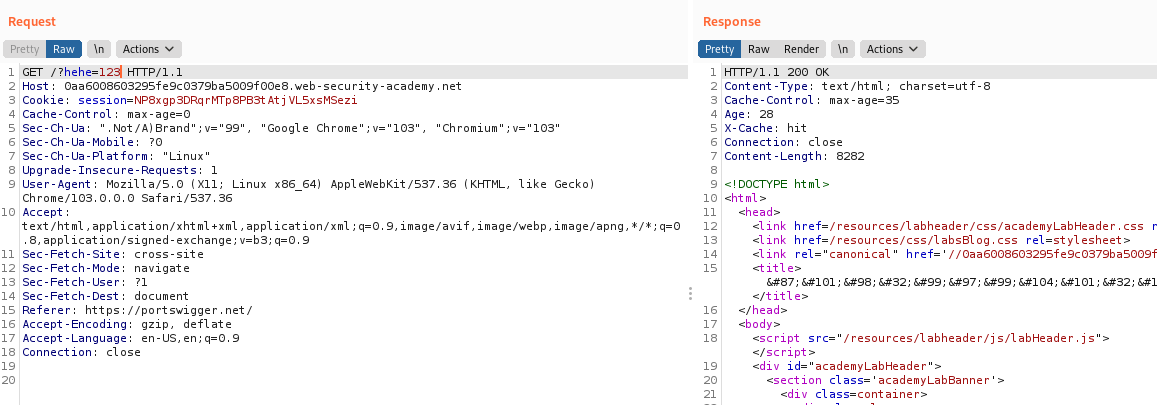 Request
Pretty Raw \n Actions
1 GET /?hehe=123 HTTP/1.1
2 Host: 0aa6008603295fe9c0379ba5009f00e8.web-security-academy.net
3 Cookie: session=NP8xgp3DRqrMTp8PB3tAtjVL5xsMSezi
4 Cache-Control: max-age=0
5 Sec-Ch-Ua: ".Not/A)Brand";v="99", "Google Chrome";v="103", "Chromium";v="103"
6 Sec-Ch-Ua-Mobile: ?0
7 Sec-Ch-Ua-Platform: "Linux"
8 Upgrade-Insecure-Requests: 1
9 User-Agent: Mozilla/5.0 (X11; Linux x86_64) AppleWebKit/537.36 (KHTML, like Gecko)
Chrome/103.0.0.0 Safari/537.36
10 Accept:
text/html,application/xhtml+xml,application/xml;q=0.9,image/avif,image/webp,image/apng,*/*;q=0
.8,application/signed-exchange;v=b3;q=0.9
11 Sec-Fetch-Site: cross-site
12 Sec-Fetch-Mode: navigate
13 Sec-Fetch-User: ?1
14 Sec-Fetch-Dest: document
15 Referer: https://portswigger.net/
16 Accept-Encoding: gzip, deflate
17 Accept-Language: en-US,en;q=0.9
18 Connection: close
19
20
Response
Pretty Raw Render \n Actions
1 HTTP/1.1 200 OK
2 Content-Type: text/html; charset=utf-8
3 Cache-Control: max-age=35
4 Age: 28
5 X-Cache: hit
6 Connection: close
7 Content-Length: 8282
8
9 <!DOCTYPE html>
10 <html>
11 <head>
12 <link href=/resources/labheader/css/academyLabHeader.css r
13 <link href=/resources/css/labsBlog.css rel=stylesheet>
14 <link rel="canonical" href='//0aa6008603295fe9c0379ba5009f
15 <title>
&#87;&#101;&#98;&#32;&#99;&#97;&#99;&#104;&#101;&#32;&#1
</title>
16 </head>
17 <body>
18 <script src="/resources/labheader/js/labHeader.js">
</script>
19 <div id="academyLabHeader">
20 <section class='academyLabBanner'>
21 <div class=container>